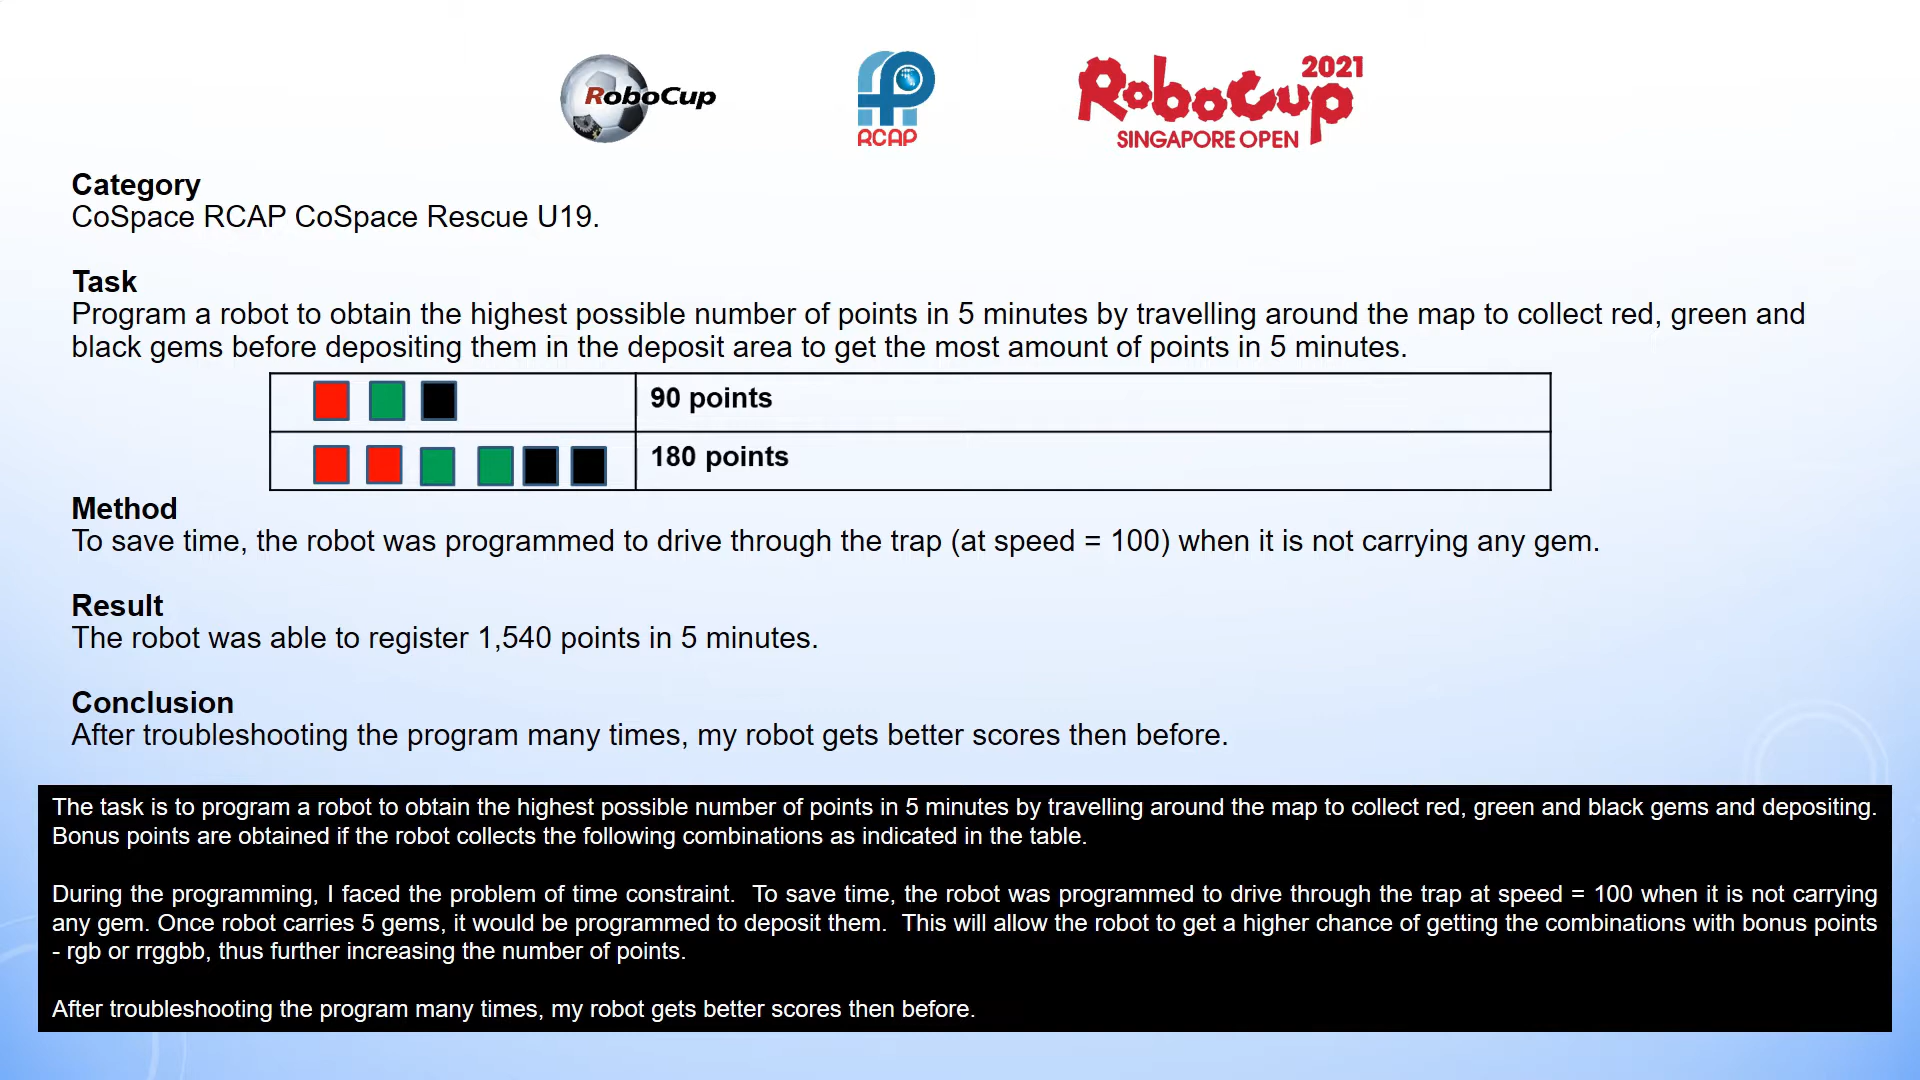 RoboCup
RCAP
RoboCup 2021
SINGAPORE OPEN
Category
CoSpace RCAP CoSpace Rescue U19.
Task
Program a robot to obtain the highest possible number of points in 5 minutes by travelling around the map to collect red, green and
black gems before depositing them in the deposit area to get the most amount of points in 5 minutes.
90 points
180 points
Method
To save time, the robot was programmed to drive through the trap (at speed = 100) when it is not carrying any gem.
Result
The robot was able to register 1,540 points in 5 minutes.
Conclusion
After troubleshooting the program many times, my robot gets better scores then before.
The task is to program a robot to obtain the highest possible number of points in 5 minutes by travelling around the map to collect red, green and black gems and depositing.
Bonus points are obtained if the robot collects the following combinations as indicated in the table.
During the programming, I faced the problem of time constraint.  To save time, the robot was programmed to drive through the trap at speed = 100 when it is not carrying
any gem. Once robot carries 5 gems, it would be programmed to deposit them.  This will allow the robot to get a higher chance of getting the combinations with bonus points
- rgb or rrggbb, thus further increasing the number of points.
After troubleshooting the program many times, my robot gets better scores then before.